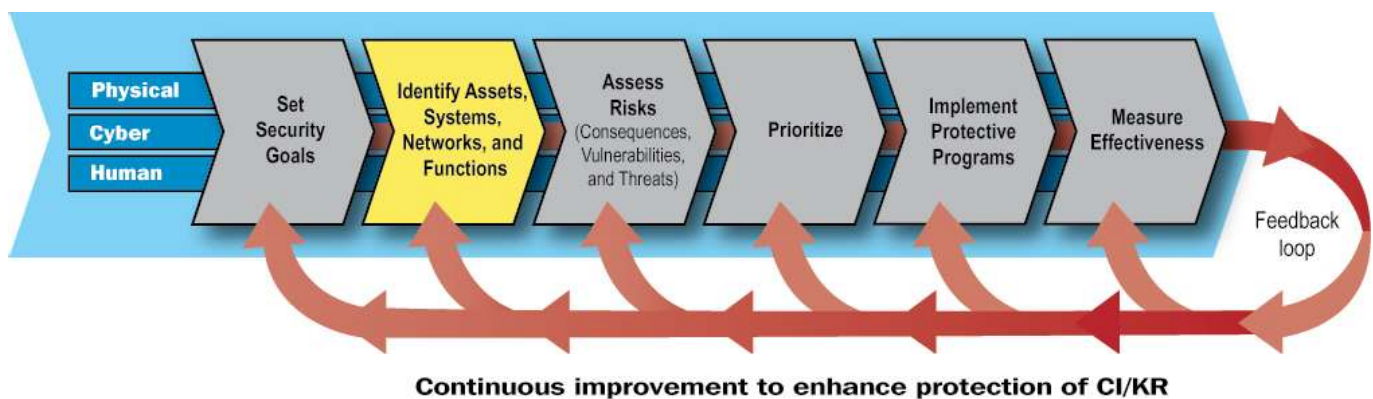 Physical
Cyber
Human
Set
Security
Goals
Identify Assets,
Systems,
Networks, and
Functions
Assess
Risks
(Consequences,
Vulnerabilities,
and Threats)
Prioritize
Implement
Protective
Programs
Measure
Effectiveness
Feedback
loop
Continuous improvement to enhance protection of CI/KR